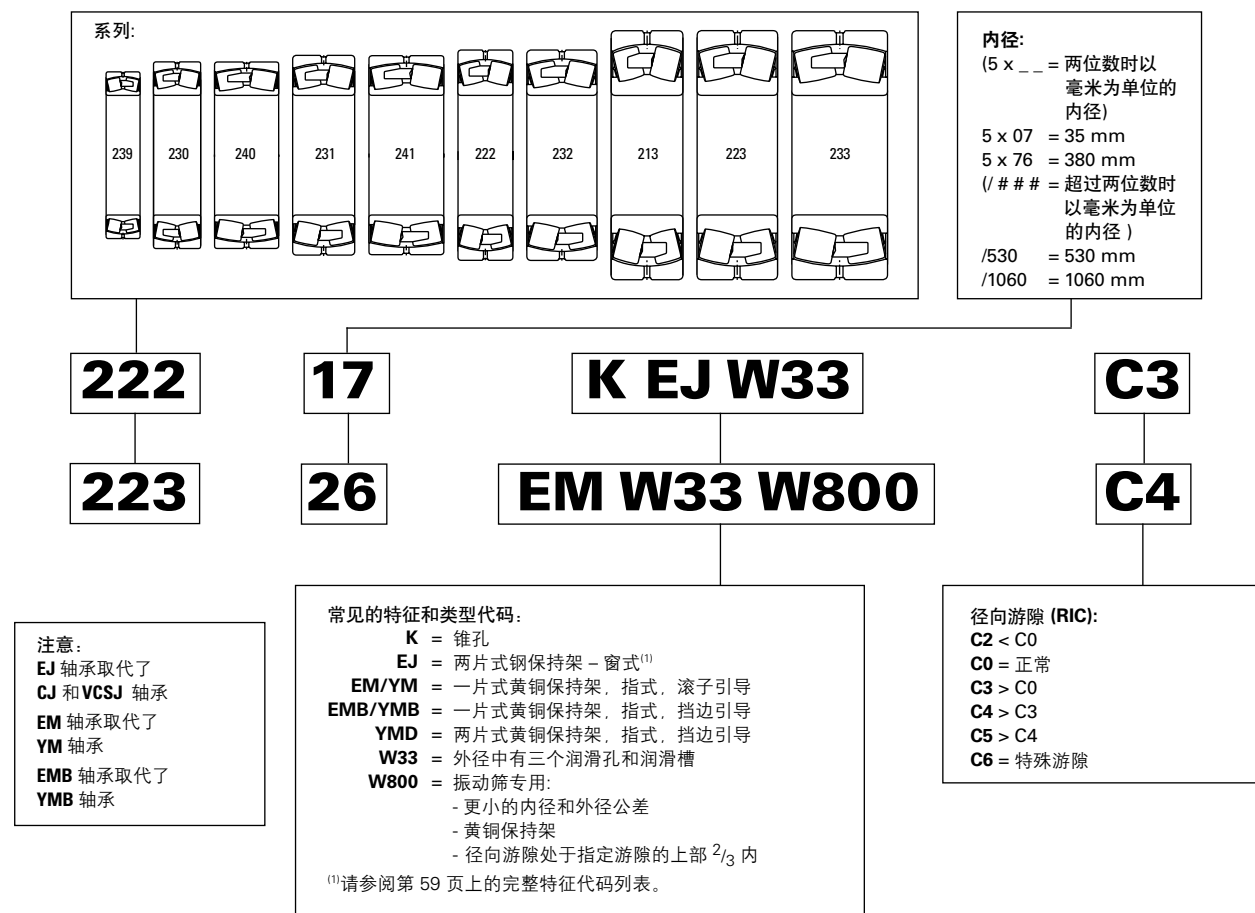 系列:
239
230
240
231
241
222
232
213
223
233
内径:
(5 x _ _ = 两位数时以
毫米为单位的
内径)
5 x 07 = 35 mm
5 x 76 = 380 mm
(/ # # # = 超过两位数时
以毫米为单位
的内径 )
/530 = 530 mm
/1060 = 1060 mm
222
17
K EJ W33
C3
223
26
EM W33 W800
C4
注意:
EJ 轴承取代了
CJ 和VCSJ 轴承
EM 轴承取代了
YM 轴承
EMB 轴承取代了
YMB 轴承
常见的特征和类型代码:
K = 锥孔
EJ = 两片式钢保持架 – 窗式(1)
EM/YM = 一片式黄铜保持架, 指式, 滚子引导
EMB/YMB = 一片式黄铜保持架, 指式, 挡边引导
YMD = 两片式黄铜保持架, 指式, 挡边引导
W33 = 外径中有三个润滑孔和润滑槽
W800 = 振动筛专用:
- 更小的内径和外径公差
- 黄铜保持架
- 径向游隙处于指定游隙的上部 2/3 内
(1)请参阅第 59 页上的完整特征代码列表。
径向游隙 (RIC):
C2 < C0
C0 = 正常
C3 > C0
C4 > C3
C5 > C4
C6 = 特殊游隙